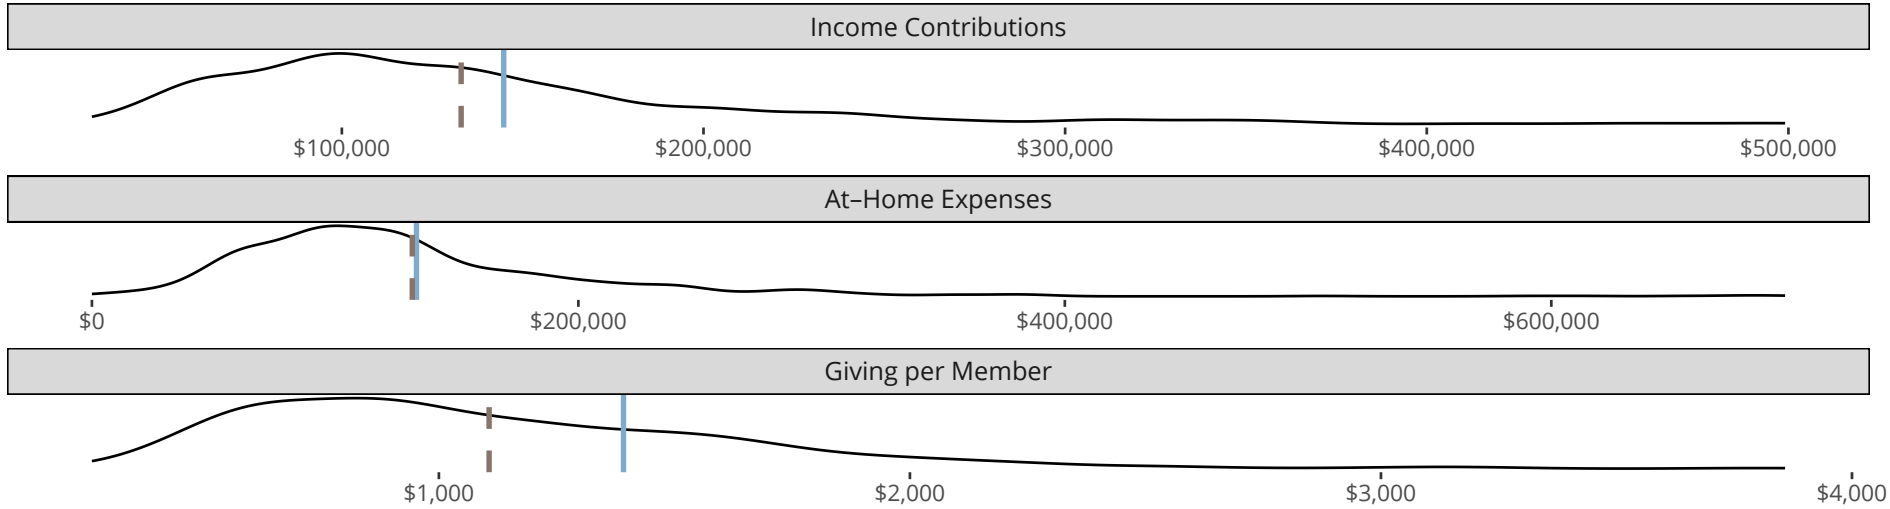 Income Contributions
$100,000 $200,000 $300,000 $400,000 $500,000
At–Home Expenses
$0 $200,000 $400,000 $600,000
Giving per Member
$1,000 $2,000 $3,000 $4,000